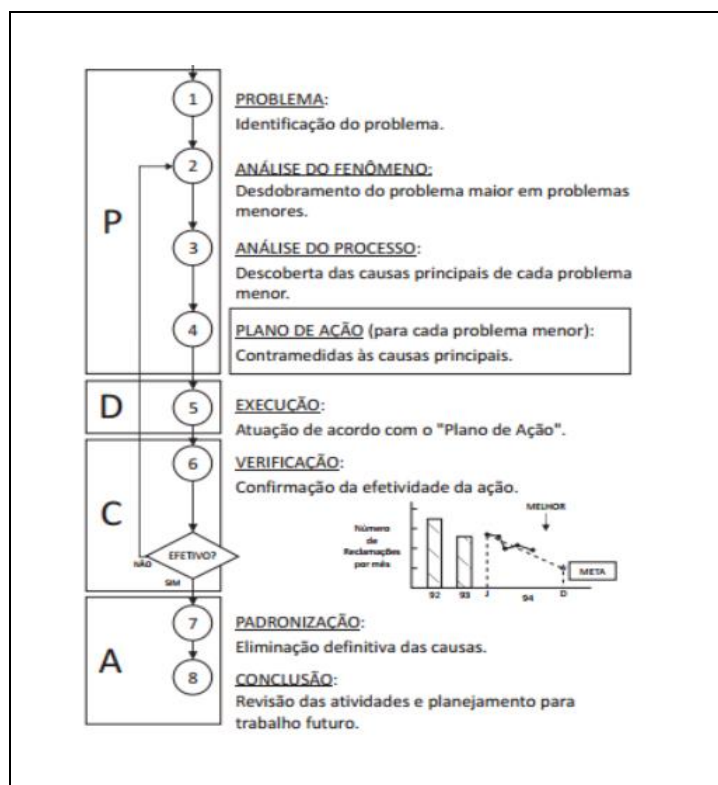 P
1
PROBLEMA:
Identificação do problema.
2
ANÁLISE DO FENÔMENO:
Desdobramento do problema maior em problemas
menores.
3
ANÁLISE DO PROCESSO:
Descoberta das causas principais de cada problema
menor.
4
PLANO DE AÇÃO (para cada problema menor):
Contramedidas às causas principais.
D
5
EXECUÇÃO:
Atuação de acordo com o "Plano de Ação".
C
6
VERIFICAÇÃO:
Confirmação da efetividade da ação.
EFETIVO?
NÃO
SIM
MELHOR
Número
de
Reclamações
por mês
META
92 93 J 94 D
A
7
PADRONIZAÇÃO:
Eliminação definitiva das causas.
8
CONCLUSÃO:
Revisão das atividades e planejamento para
trabalho futuro.